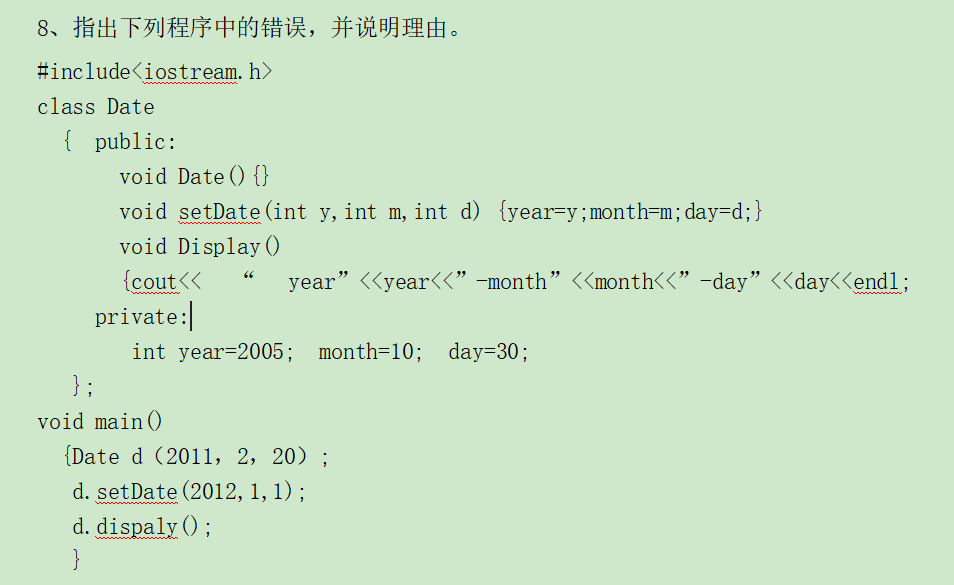 8、指出下列程序中的错误，并说明理由。
#include<iostream.h>
class Date
{ public:
void Date(){}
void setDate(int y,int m,int d) {year=y;month=m;day=d;}
void Display()
{cout<< “ year”<<year<<”-month”<<month<<”-day”<<day<<endl;
private:
int year=2005; month=10; day=30;
};
void main()
{Date d（2011，2，20）;
d.setDate(2012,1,1);
d.dispaly();
}